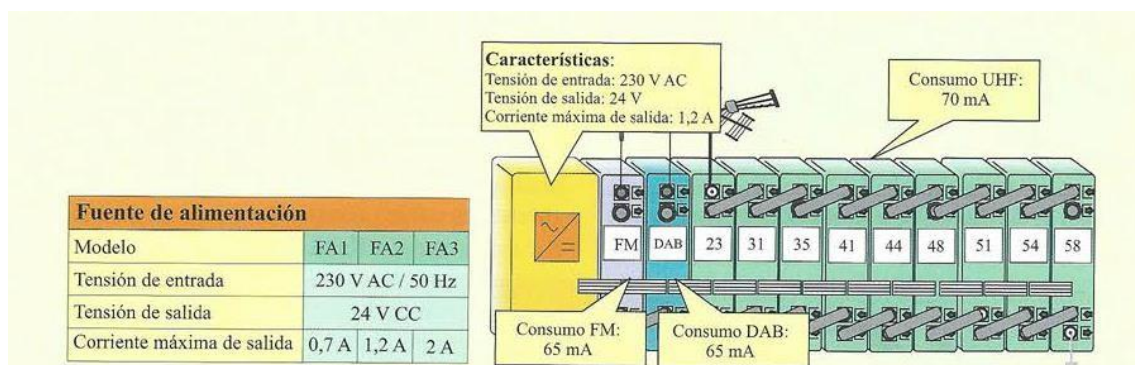 Características:
Tensión de entrada: 230 V AC
Tensión de salida: 24 V
Corriente máxima de salida: 1,2 A
Consumo UHF:
70 mA
Fuente de alimentación
Modelo FA1 FA2 FA3
Tensión de entrada 230 V AC / 50 Hz
Tensión de salida 24 V CC
Corriente máxima de salida 0,7 A 1,2 A 2 A
FM DAB 23 31 35 41 44 48 51 54 58
Consumo FM:
65 mA
Consumo DAB:
65 mA